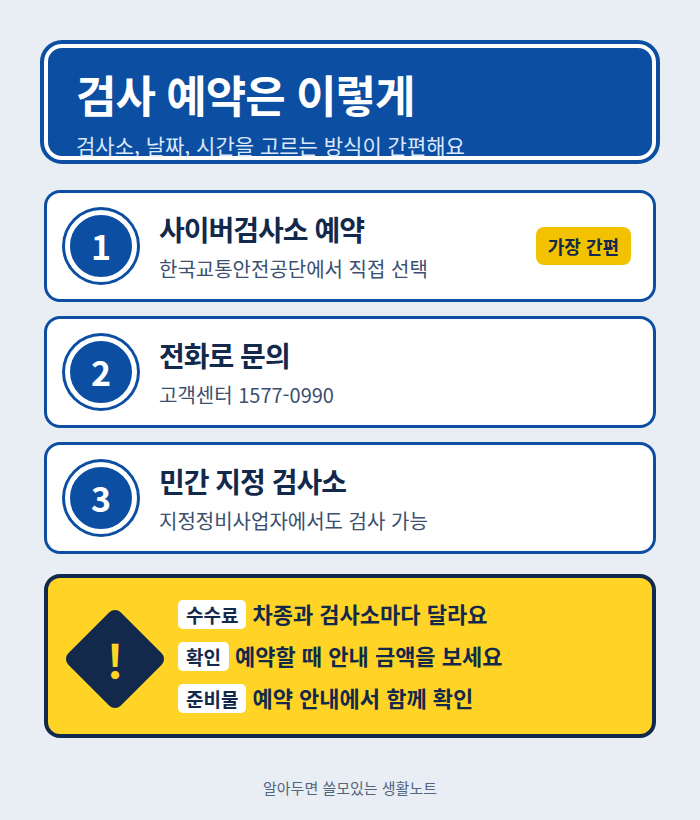 검사 예약은 이렇게
검사소, 날짜, 시간을 고르는 방식이 간편해요
1
사이버검사소 예약
한국교통안전공단에서 직접 선택
가장 간편
2
전화로 문의
고객센터 1577-0990
3
민간 지정 검사소
지정정비사업자에서도 검사 가능
!
수수료 차종과 검사소마다 달라요
확인 예약할 때 안내 금액을 보세요
준비물 예약 안내에서 함께 확인
알아두면 쓸모있는 생활노트